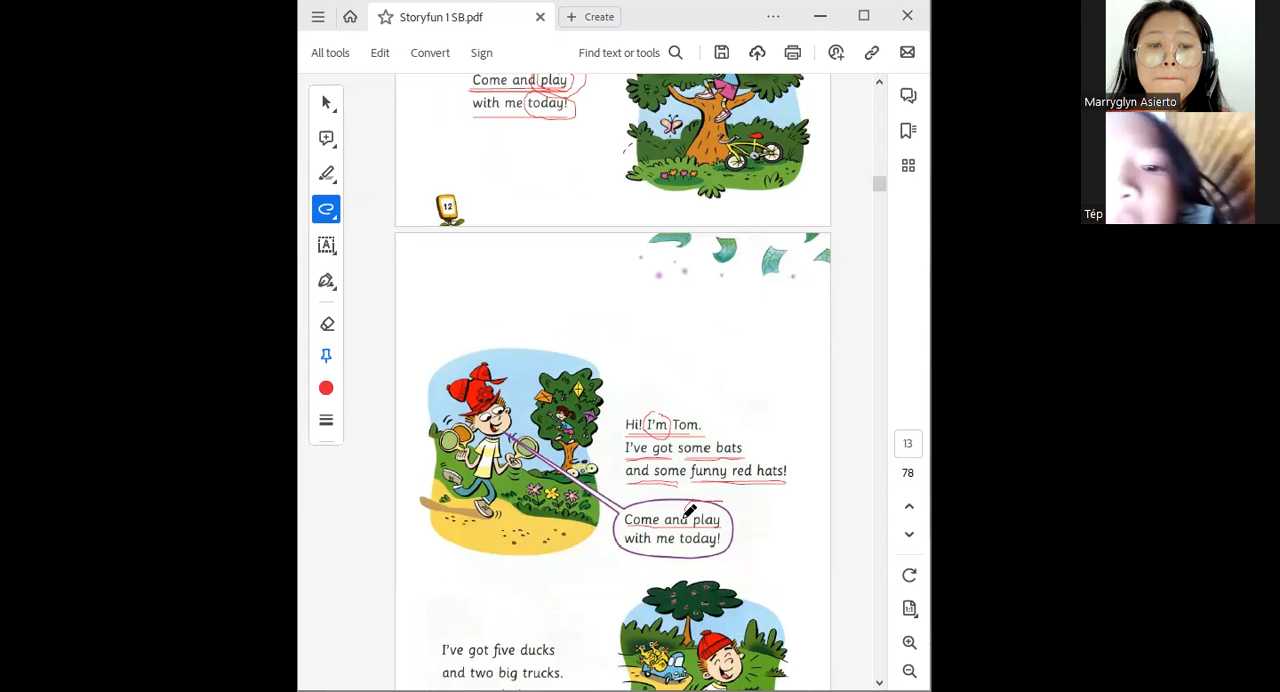 Storyfun 1 SB.pdf
Create
All tools
Edit
Convert
Sign
Find text or tools
Come and play
with me today!
12
Hi! I'm Tom.
I've got some bats
and some funny red hats!
Come and play
with me today!
I've got five ducks
and two big trucks.
13
78
Marryglyn Asierto
Tép